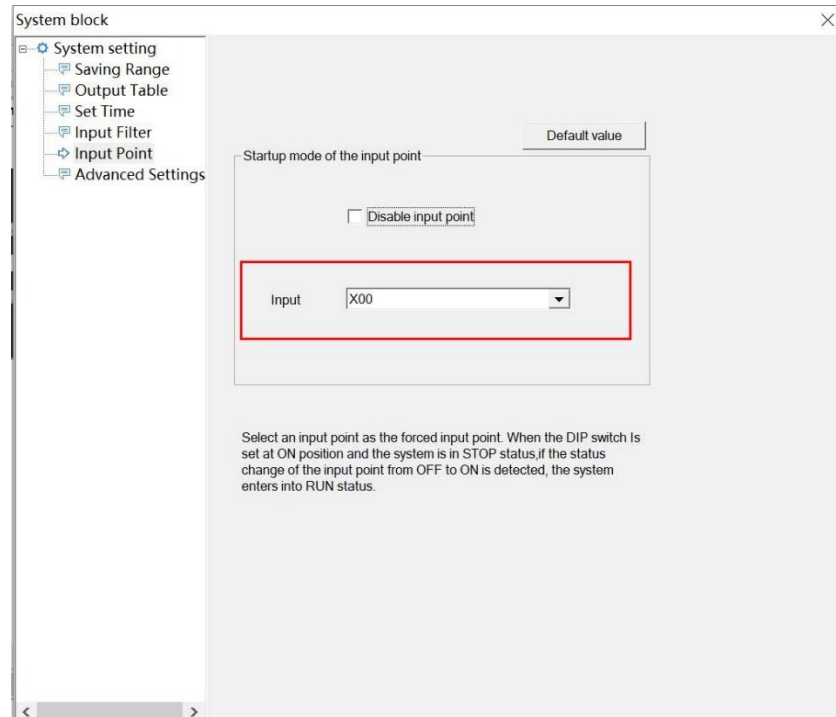 System block
System setting
Saving Range
Output Table
Set Time
Input Filter
Input Point
Advanced Settings
Default value
Startup mode of the input point
Disable input point
Input X00
Select an input point as the forced input point. When the DIP switch Is
set at ON position and the system is in STOP status,if the status
change of the input point from OFF to ON is detected, the system
enters into RUN status.